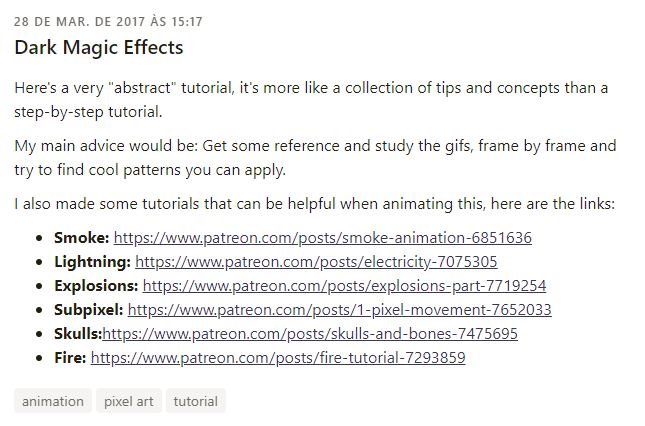 28 DE MAR. DE 2017 ÀS 15:17
Dark Magic Effects
Here's a very "abstract" tutorial, it's more like a collection of tips and concepts than a
step-by-step tutorial.
My main advice would be: Get some reference and study the gifs, frame by frame and
try to find cool patterns you can apply.
I also made some tutorials that can be helpful when animating this, here are the links:
• Smoke: https://www.patreon.com/posts/smoke-animation-6851636
• Lightning: https://www.patreon.com/posts/electricity-7075305
• Explosions: https://www.patreon.com/posts/explosions-part-7719254
• Subpixel: https://www.patreon.com/posts/1-pixel-movement-7652033
• Skulls:https://www.patreon.com/posts/skulls-and-bones-7475695
• Fire: https://www.patreon.com/posts/fire-tutorial-7293859
animation pixel art tutorial